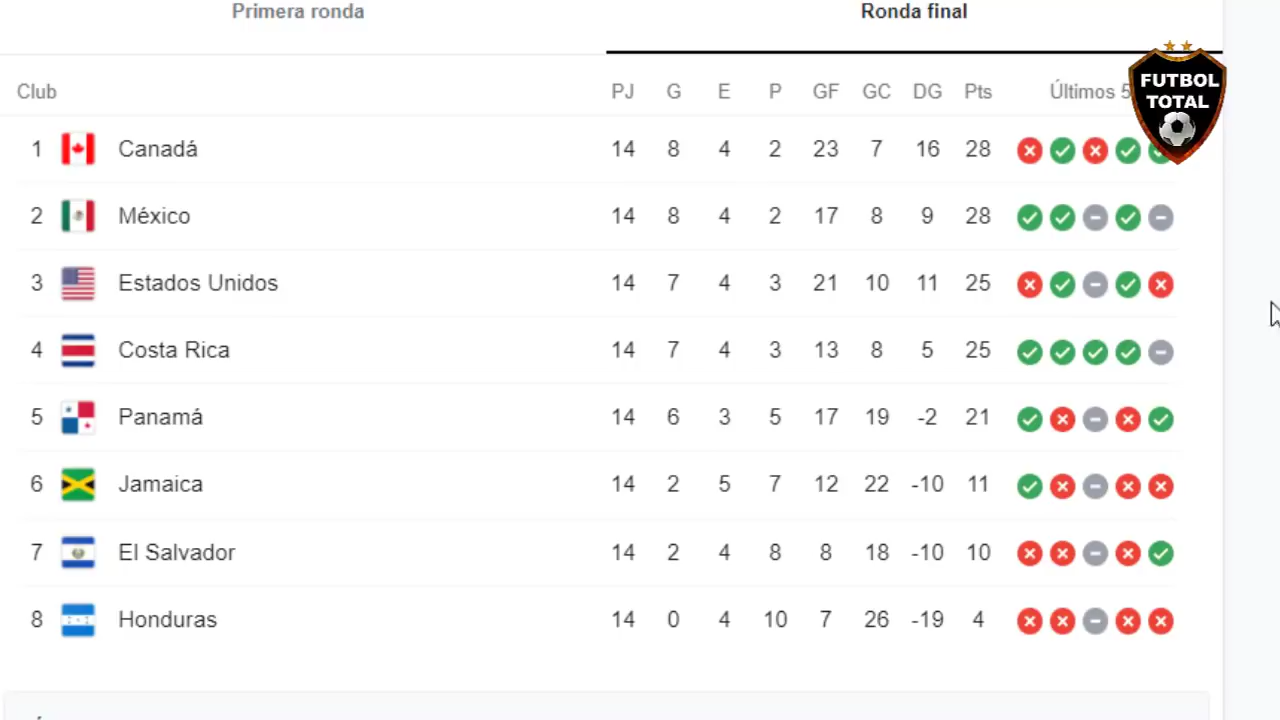 Primera ronda Ronda final
Club PJ G E P GF GC DG Pts Últimos 5
FUTBOL
TOTAL
1 Canadá 14 8 4 2 23 7 16 28
2 México 14 8 4 2 17 8 9 28
3 Estados Unidos 14 7 4 3 21 10 11 25
4 Costa Rica 14 7 4 3 13 8 5 25
5 Panamá 14 6 3 5 17 19 -2 21
6 Jamaica 14 2 5 7 12 22 -10 11
7 El Salvador 14 2 4 8 8 18 -10 10
8 Honduras 14 0 4 10 7 26 -19 4